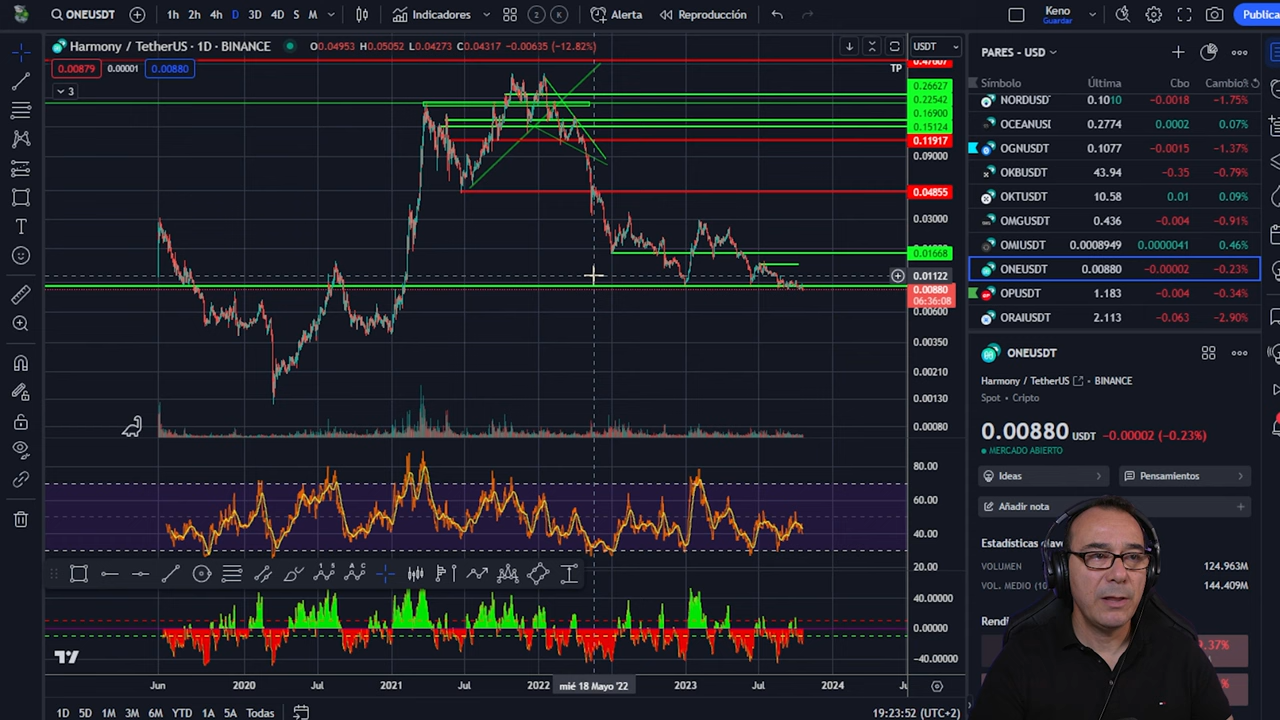 ONEUSDT 1h 2h 4h D 3D 4D S M Indicadores 2 K Alerta Reproducción Keno Guardar Publica
Harmony / TetherUS · 1D · BINANCE O0.04953 H0.05052 L0.04273 C0.04317 −0.00635 (−12.82%)
0.00879 0.00001 0.00880
3
USDT
TP
0.47607
0.26627
0.22542
0.16900
0.15124
0.11917
0.09000
0.04855
0.03000
0.01668
0.01122
0.00880
06:36:08
0.00600
0.00350
0.00210
0.00130
0.00080
80.00
60.00
40.00
20.00
40.00000
0.00000
−40.00000
Jun 2020 Jul 2021 Jul 2022 mié 18 Mayo '22 2023 Jul 2024
1D 5D 1M 3M 6M YTD 1A 5A Todas 19:23:52 (UTC+2)
PARES - USD
Símbolo Última Cbo Cambio
NORDUSDT 0.1010 −0.0018 −1.75%
OCEANUSI 0.2774 0.0002 0.07%
OGNUSDT 0.1077 −0.0015 −1.37%
OKBUSDT 43.94 −0.35 −0.79%
OKTUSDT 10.58 0.01 0.09%
OMGUSDT 0.436 −0.004 −0.91%
OMIUSDT 0.0008949 0.0000041 0.46%
ONEUSDT 0.00880 −0.00002 −0.23%
OPUSDT 1.183 −0.004 −0.34%
ORAIUSDT 2.113 −0.063 −2.90%
ONEUSDT
Harmony / TetherUS BINANCE
Spot • Cripto
0.00880 USDT −0.00002 (−0.23%)
MERCADO ABIERTO
Ideas Pensamientos
Añadir nota
Estadísticas
VOLUMEN 124.963M
VOL. MEDIO 144.409M
Rendi